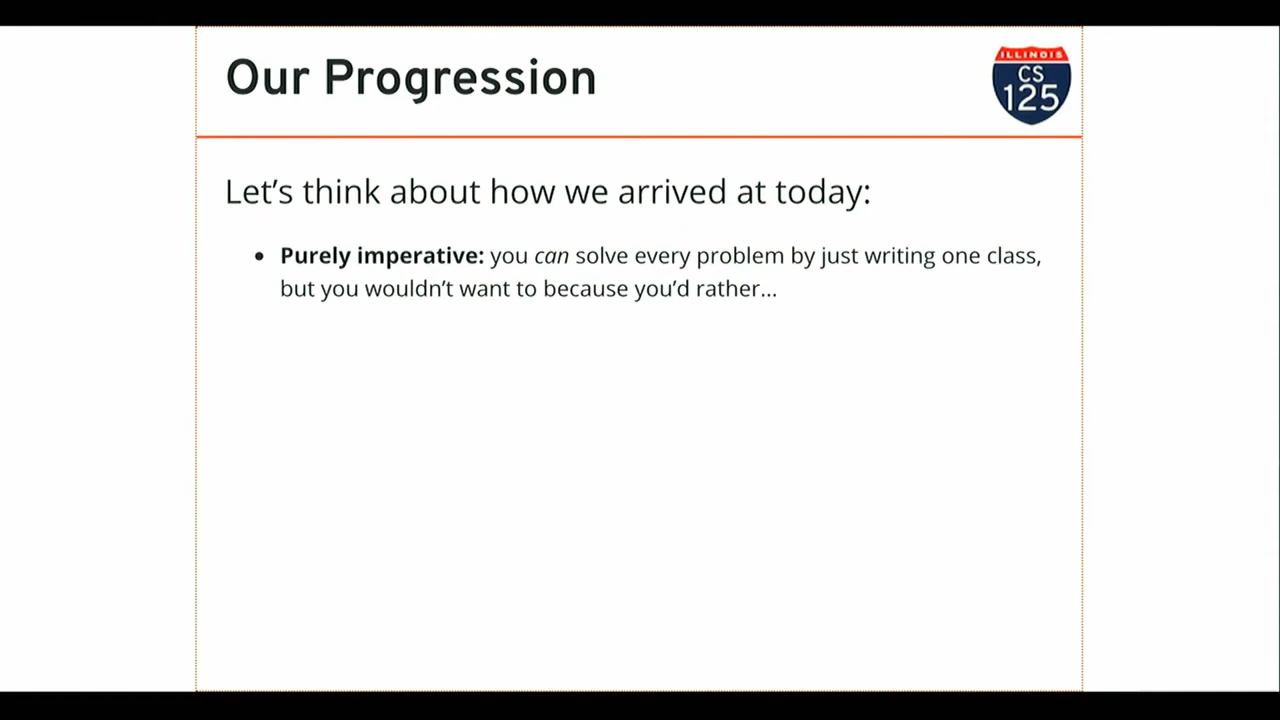 Our Progression
ILLINOIS
CS
125
Let's think about how we arrived at today:
• Purely imperative: you can solve every problem by just writing one class,
but you wouldn't want to because you'd rather...